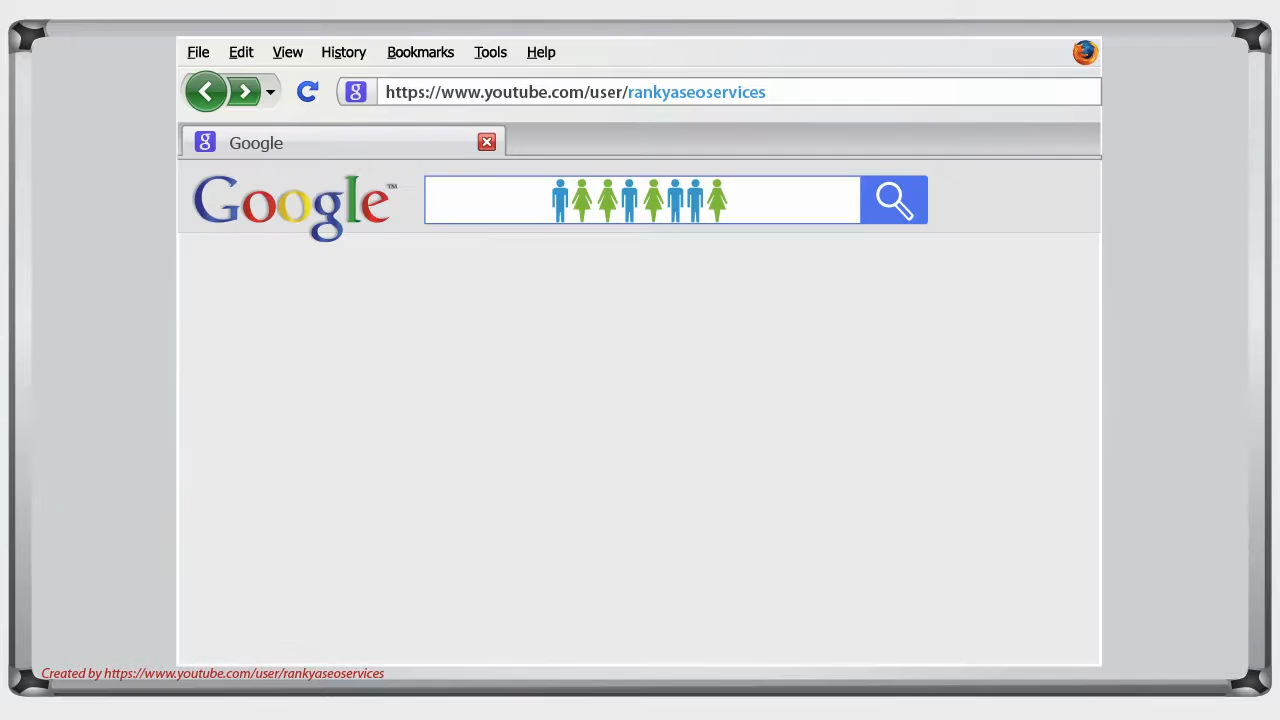 File Edit View History Bookmarks Tools Help
https://www.youtube.com/user/rankyaseoservices
g Google
Google™
Created by https://www.youtube.com/user/rankyaseoservices